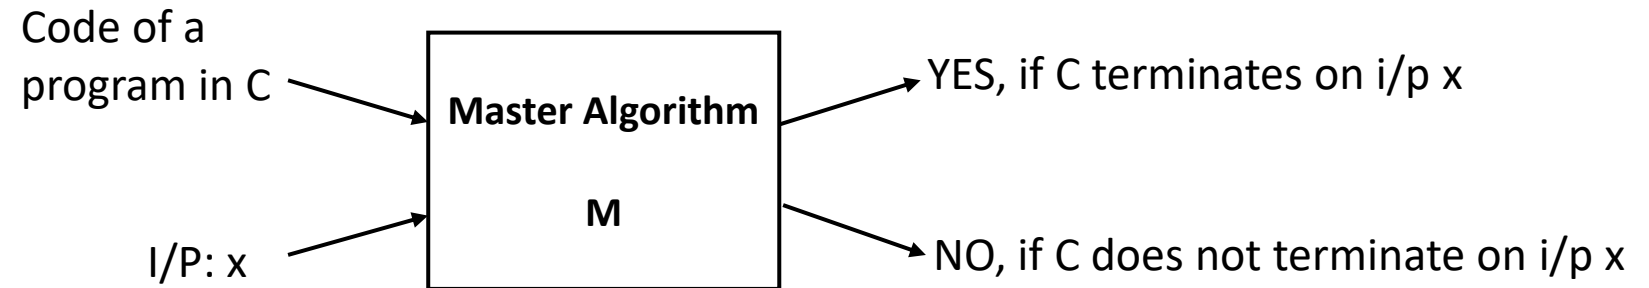 Code of a
program in C
I/P: x
Master Algorithm
M
YES, if C terminates on i/p x
NO, if C does not terminate on i/p x